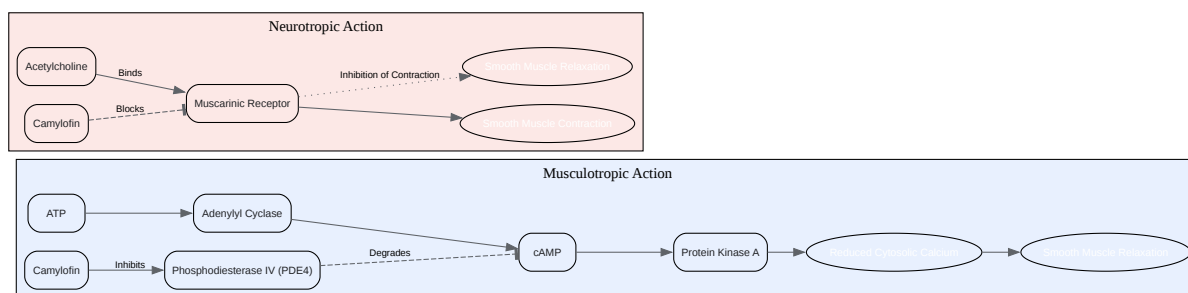 Neurotropic Action
Acetylcholine
Binds
Inhibition of Contraction
Smooth Muscle Relaxation
Camylofin
Blocks
Muscarinic Receptor
Smooth Muscle Contraction
Musculotropic Action
ATP
Adenylyl Cyclase
Camylofin
Inhibits
Phosphodiesterase IV (PDE4)
Degrades
cAMP
Protein Kinase A
Reduced Cytosolic Calcium
Smooth Muscle Relaxation